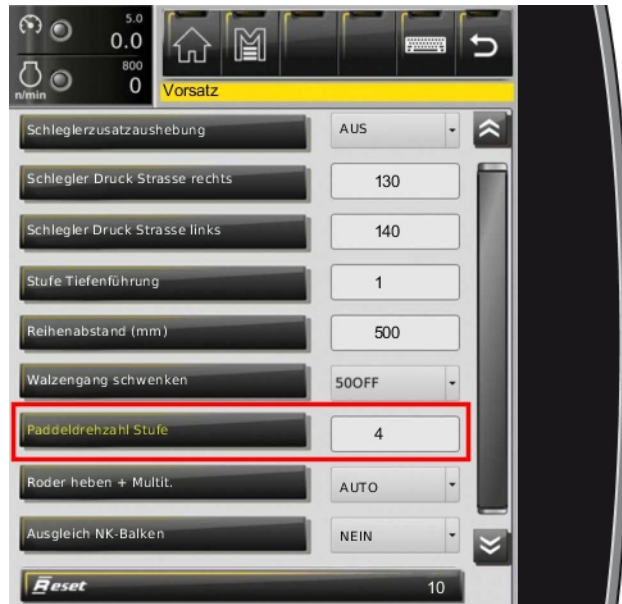 5.0
0.0
800
n/min 0
Vorsatz
Schleglerzusatzaushebung AUS
Schlegler Druck Strasse rechts 130
Schlegler Druck Strasse links 140
Stufe Tiefenführung 1
Reihenabstand (mm) 500
Walzengang schwenken 50OFF
Paddeldrehzahl Stufe 4
Roder heben + Multit. AUTO
Ausgleich NK-Balken NEIN
Reset 10